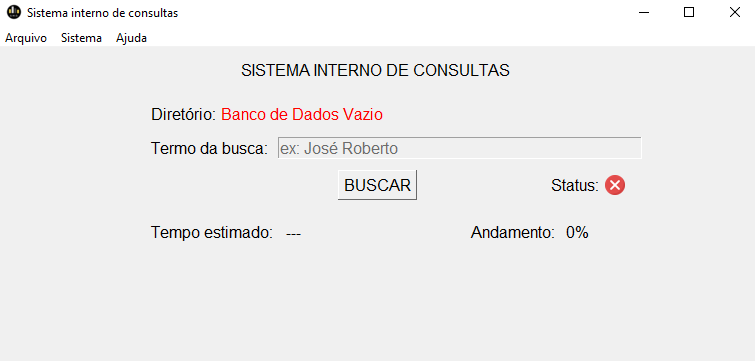 Sistema interno de consultas
Arquivo Sistema Ajuda
SISTEMA INTERNO DE CONSULTAS
Diretório: Banco de Dados Vazio
Termo da busca: ex: José Roberto
BUSCAR Status:
Tempo estimado: --- Andamento: 0%